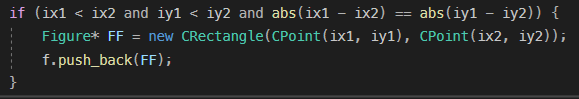 if (ix1 < ix2 and iy1 < iy2 and abs(ix1 - ix2) == abs(iy1 - iy2)) {
Figure* FF = new CRectangle(CPoint(ix1, iy1), CPoint(ix2, iy2));
f.push_back(FF);
}